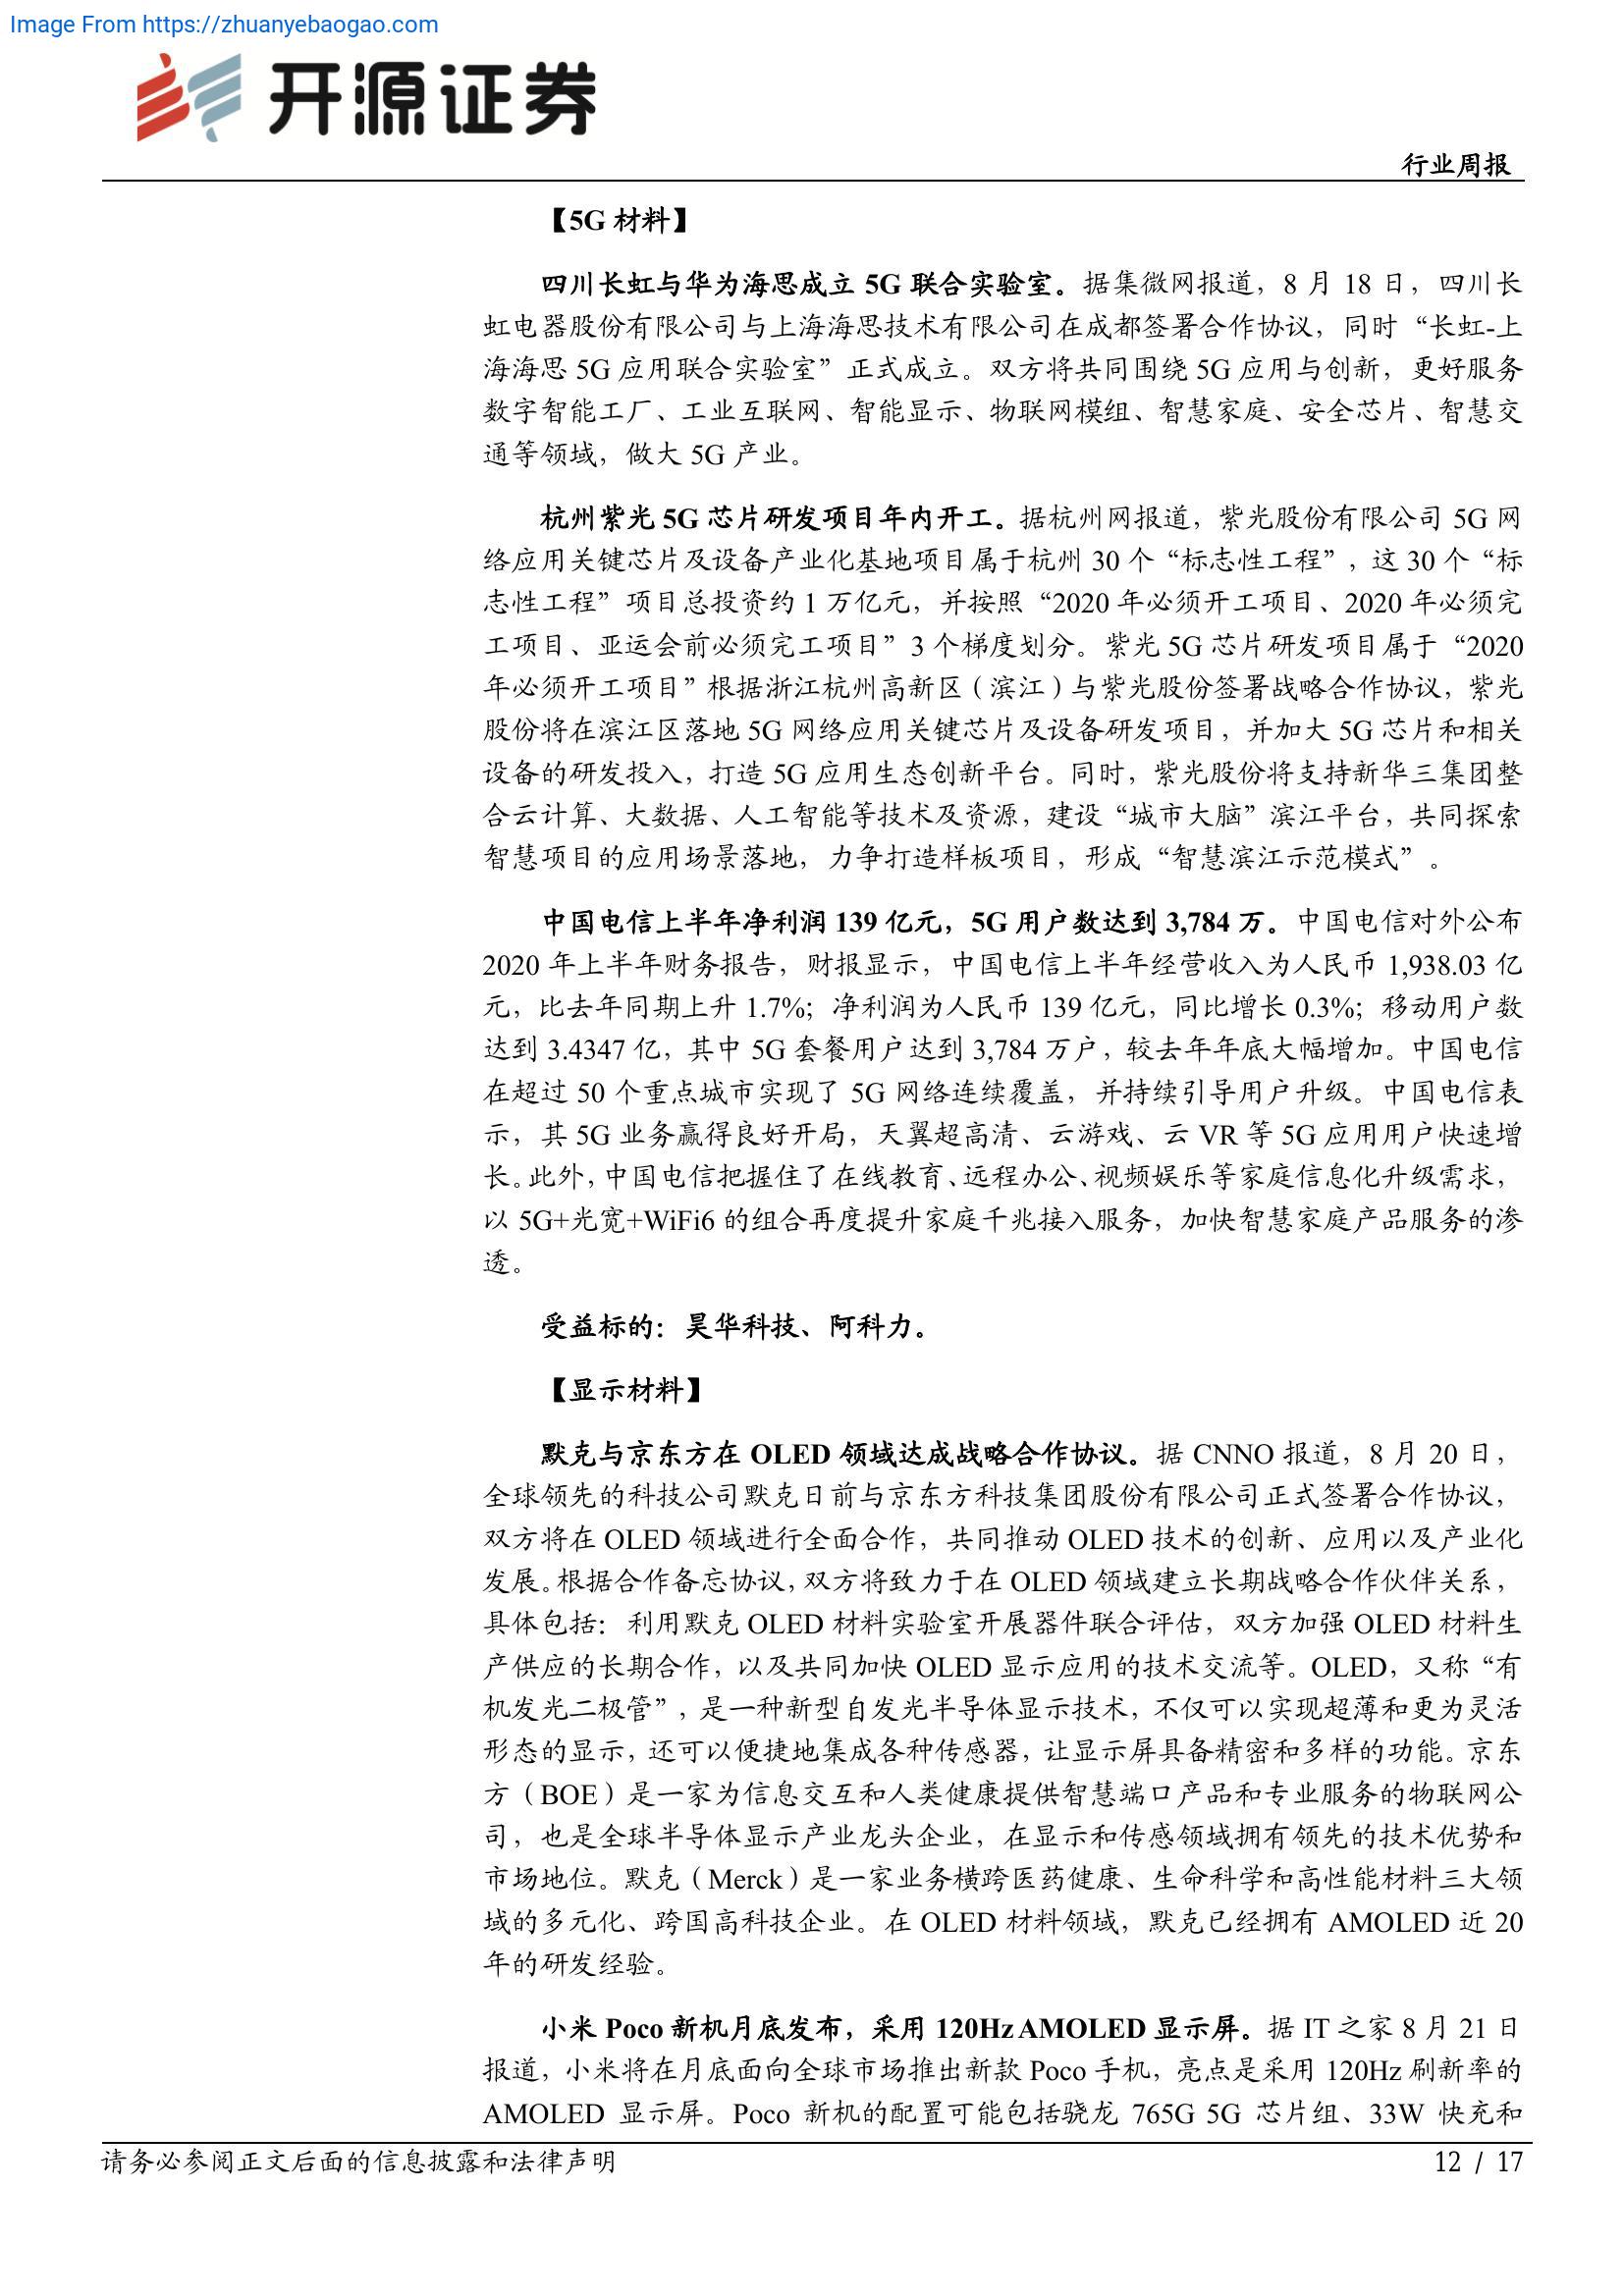 Image From https://zhuanyebaogao.com
开源证券
行业周报
【5G 材料】
四川长虹与华为海思成立 5G 联合实验室。据集微网报道，8 月 18 日，四川长
虹电器股份有限公司与上海海思技术有限公司在成都签署合作协议，同时“长虹-上
海海思 5G 应用联合实验室”正式成立。双方将共同围绕 5G 应用与创新，更好服务
数字智能工厂、工业互联网、智能显示、物联网模组、智慧家庭、安全芯片、智慧交
通等领域，做大 5G 产业。
杭州紫光 5G 芯片研发项目年内开工。据杭州网报道，紫光股份有限公司 5G 网
络应用关键芯片及设备产业化基地项目属于杭州 30 个“标志性工程”，这 30 个“标
志性工程”项目总投资约 1 万亿元，并按照“2020 年必须开工项目、2020 年必须完
工项目、亚运会前必须完工项目”3 个梯度划分。紫光 5G 芯片研发项目属于“2020
年必须开工项目”根据浙江杭州高新区（滨江）与紫光股份签署战略合作协议，紫光
股份将在滨江区落地 5G 网络应用关键芯片及设备研发项目，并加大 5G 芯片和相关
设备的研发投入，打造 5G 应用生态创新平台。同时，紫光股份将支持新华三集团整
合云计算、大数据、人工智能等技术及资源，建设“城市大脑”滨江平台，共同探索
智慧项目的应用场景落地，力争打造样板项目，形成“智慧滨江示范模式”。
中国电信上半年净利润 139 亿元，5G 用户数达到 3,784 万。中国电信对外公布
2020 年上半年财务报告，财报显示，中国电信上半年经营收入为人民币 1,938.03 亿
元，比去年同期上升 1.7%；净利润为人民币 139 亿元，同比增长 0.3%；移动用户数
达到 3.4347 亿，其中 5G 套餐用户达到 3,784 万户，较去年年底大幅增加。中国电信
在超过 50 个重点城市实现了 5G 网络连续覆盖，并持续引导用户升级。中国电信表
示，其 5G 业务赢得良好开局，天翼超高清、云游戏、云 VR 等 5G 应用用户快速增
长。此外，中国电信把握住了在线教育、远程办公、视频娱乐等家庭信息化升级需求，
以 5G+光宽+WiFi6 的组合再度提升家庭千兆接入服务，加快智慧家庭产品服务的渗
透。
受益标的：昊华科技、阿科力。
【显示材料】
默克与京东方在 OLED 领域达成战略合作协议。据 CNNO 报道，8 月 20 日，
全球领先的科技公司默克日前与京东方科技集团股份有限公司正式签署合作协议，
双方将在 OLED 领域进行全面合作，共同推动 OLED 技术的创新、应用以及产业化
发展。根据合作备忘协议，双方将致力于在 OLED 领域建立长期战略合作伙伴关系，
具体包括：利用默克 OLED 材料实验室开展器件联合评估，双方加强 OLED 材料生
产供应的长期合作，以及共同加快 OLED 显示应用的技术交流等。OLED，又称“有
机发光二极管”，是一种新型自发光半导体显示技术，不仅可以实现超薄和更为灵活
形态的显示，还可以便捷地集成各种传感器，让显示屏具备精密和多样的功能。京东
方（BOE）是一家为信息交互和人类健康提供智慧端口产品和专业服务的物联网公
司，也是全球半导体显示产业龙头企业，在显示和传感领域拥有领先的技术优势和
市场地位。默克（Merck）是一家业务横跨医药健康、生命科学和高性能材料三大领
域的多元化、跨国高科技企业。在 OLED 材料领域，默克已经拥有 AMOLED 近 20
年的研发经验。
小米 Poco 新机月底发布，采用 120Hz AMOLED 显示屏。据 IT 之家 8 月 21 日
报道，小米将在月底面向全球市场推出新款 Poco 手机，亮点是采用 120Hz 刷新率的
AMOLED 显示屏。Poco 新机的配置可能包括骁龙 765G 5G 芯片组、33W 快充和
请务必参阅正文后面的信息披露和法律声明
12 / 17